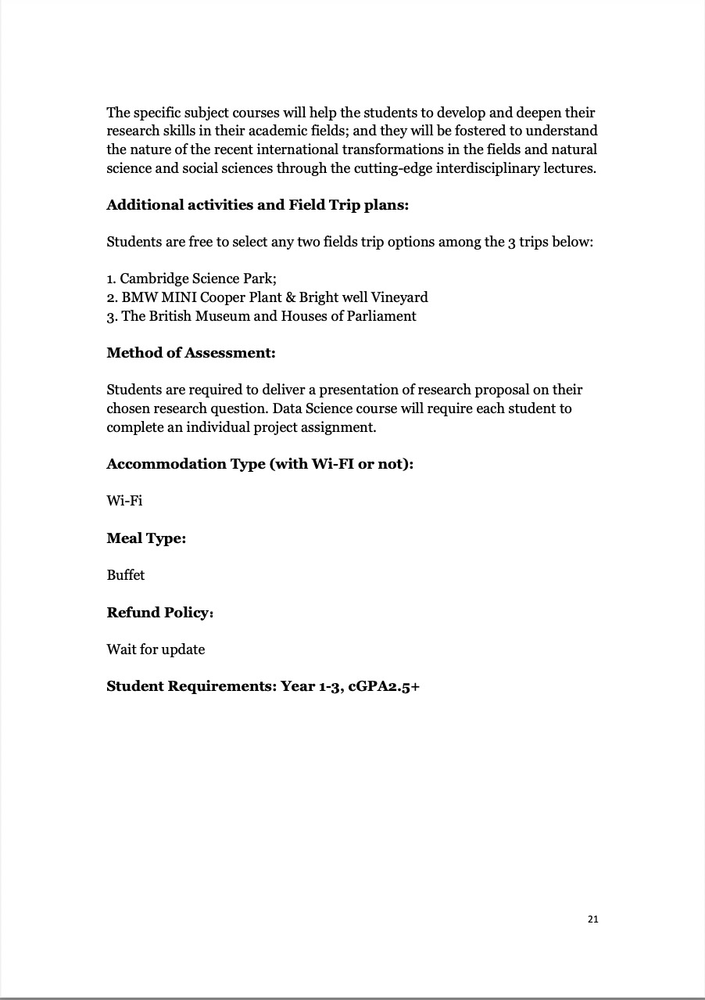 The specific subject courses will help the students to develop and deepen their
research skills in their academic fields; and they will be fostered to understand
the nature of the recent international transformations in the fields and natural
science and social sciences through the cutting-edge interdisciplinary lectures.
Additional activities and Field Trip plans:
Students are free to select any two fields trip options among the 3 trips below:
1. Cambridge Science Park;
2. BMW MINI Cooper Plant & Bright well Vineyard
3. The British Museum and Houses of Parliament
Method of Assessment:
Students are required to deliver a presentation of research proposal on their
chosen research question. Data Science course will require each student to
complete an individual project assignment.
Accommodation Type (with Wi-FI or not):
Wi-Fi
Meal Type:
Buffet
Refund Policy：
Wait for update
Student Requirements: Year 1-3, cGPA2.5+
21